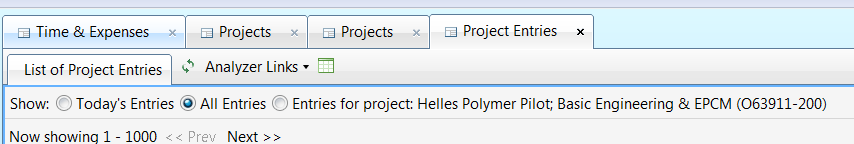 Time & Expenses × Projects × Projects × Project Entries ×
List of Project Entries Analyzer Links
Show: Today's Entries All Entries Entries for project: Helles Polymer Pilot; Basic Engineering & EPCM (O63911-200)
Now showing 1 - 1000 << Prev Next >>